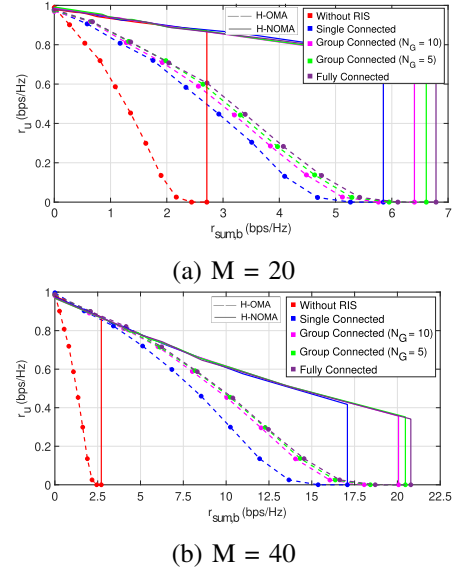 1
0.8
0.6
0.4
0.2
0
r_u (bps/Hz)
H-OMA
H-NOMA
Without RIS
Single Connected
Group Connected (N_G = 10)
Group Connected (N_G = 5)
Fully Connected
0 1 2 3 4 5 6 7
r_sum,b (bps/Hz)
(a) M = 20
1
0.8
0.6
0.4
0.2
0
r_u (bps/Hz)
H-OMA
H-NOMA
Without RIS
Single Connected
Group Connected (N_G = 10)
Group Connected (N_G = 5)
Fully Connected
0 2.5 5 7.5 10 12.5 15 17.5 20 22.5
r_sum,b (bps/Hz)
(b) M = 40